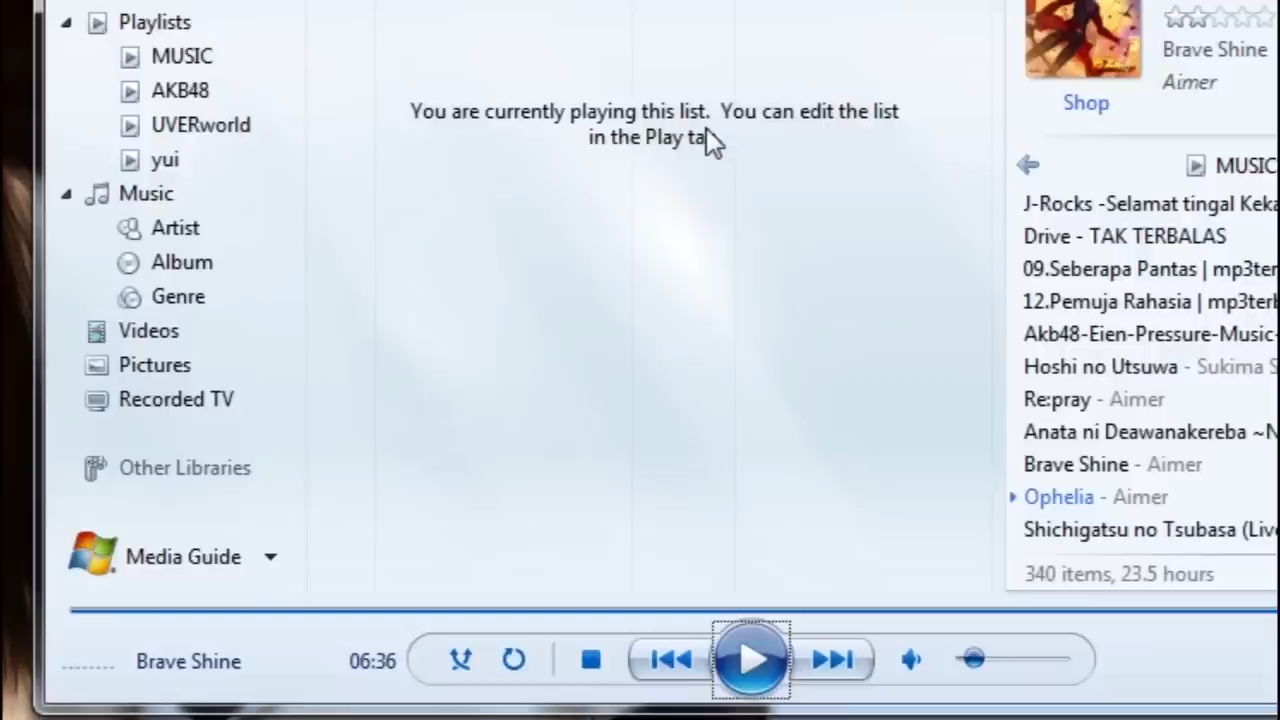 Playlists
MUSIC
AKB48
UVERworld
yui
Music
Artist
Album
Genre
Videos
Pictures
Recorded TV
Other Libraries
Media Guide
You are currently playing this list. You can edit the list
in the Play ta
Brave Shine
Aimer
Shop
MUSIC
J-Rocks -Selamat tingal Keka
Drive - TAK TERBALAS
09.Seberapa Pantas | mp3ter
12.Pemuja Rahasia | mp3terb
Akb48-Eien-Pressure-Music-
Hoshi no Utsuwa - Sukima S
Re:pray - Aimer
Anata ni Deawanakereba ~N
Brave Shine - Aimer
Ophelia - Aimer
Shichigatsu no Tsubasa (Live
340 items, 23.5 hours
Brave Shine
06:36